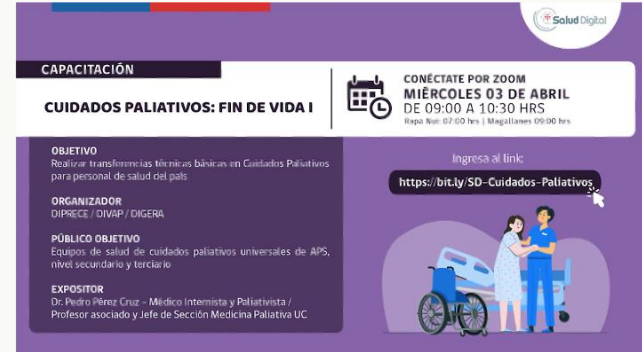 Salud Digital
CAPACITACIÓN
CUIDADOS PALIATIVOS: FIN DE VIDA I
CONÉCTATE POR ZOOM
MIÉRCOLES 03 DE ABRIL
DE 09:00 A 10:30 HRS
Rapa Nui: 07:00 hrs | Magallanes 09:00 hrs
OBJETIVO
Realizar transferencias técnicas básicas en Cuidados Paliativos
para personal de salud del país
ORGANIZADOR
DIPRECE / DIVAP / DIGERA
PÚBLICO OBJETIVO
Equipos de salud de cuidados paliativos universales de APS,
nivel secundario y terciario
EXPOSITOR
Dr. Pedro Pérez Cruz – Médico Internista y Paliativista /
Profesor asociado y Jefe de Sección Medicina Paliativa UC
Ingresa al link:
https://bit.ly/SD-Cuidados-Paliativos